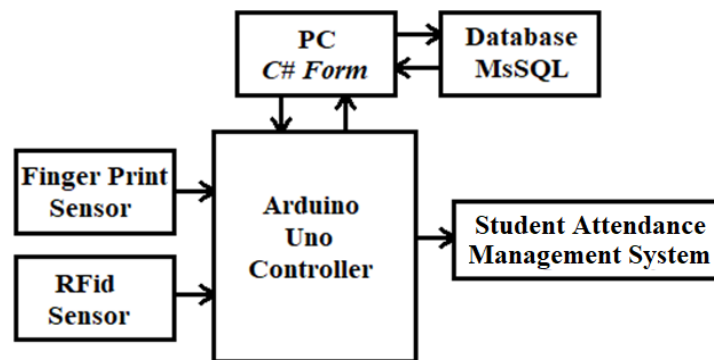 PC
C# Form
Database
MsSQL
Finger Print
Sensor
Arduino
Uno
Controller
Student Attendance
Management System
RFid
Sensor